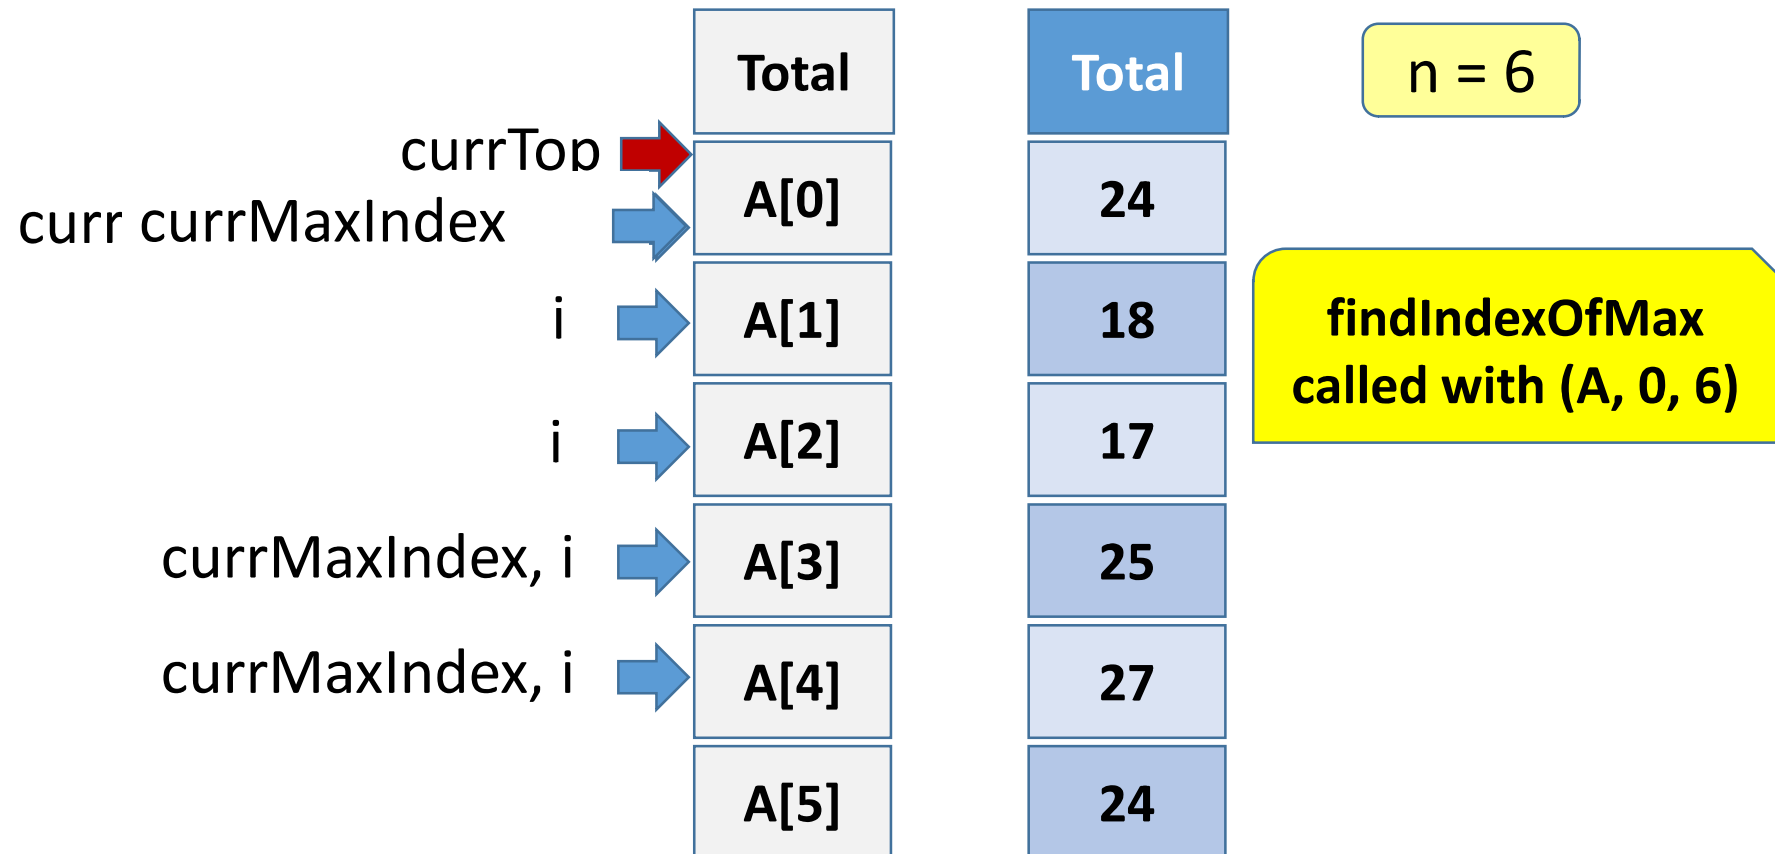 Total Total n = 6
currTop
A[0] 24
curr currMaxIndex
i A[1] 18
findIndexOfMax
called with (A, 0, 6)
i A[2] 17
currMaxIndex, i A[3] 25
currMaxIndex, i A[4] 27
A[5] 24